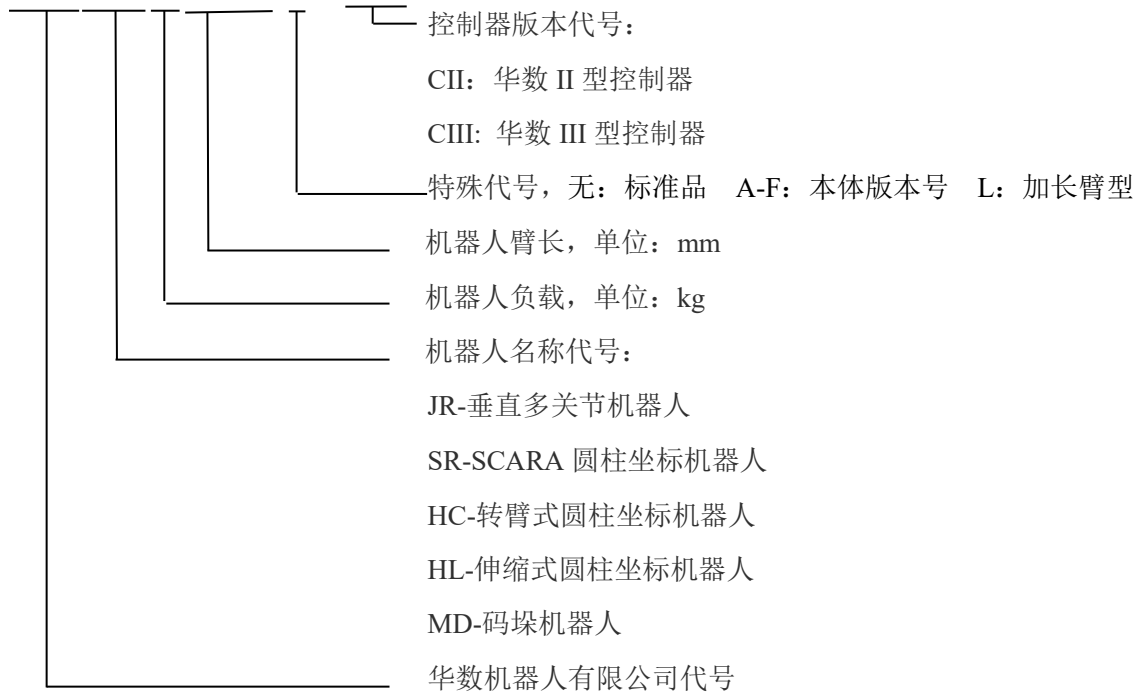 控制器版本代号：
CII：华数 II 型控制器
CIII: 华数 III 型控制器
特殊代号，无：标准品 A-F：本体版本号 L：加长臂型
机器人臂长，单位：mm
机器人负载，单位：kg
机器人名称代号：
JR-垂直多关节机器人
SR-SCARA 圆柱坐标机器人
HC-转臂式圆柱坐标机器人
HL-伸缩式圆柱坐标机器人
MD-码垛机器人
华数机器人有限公司代号